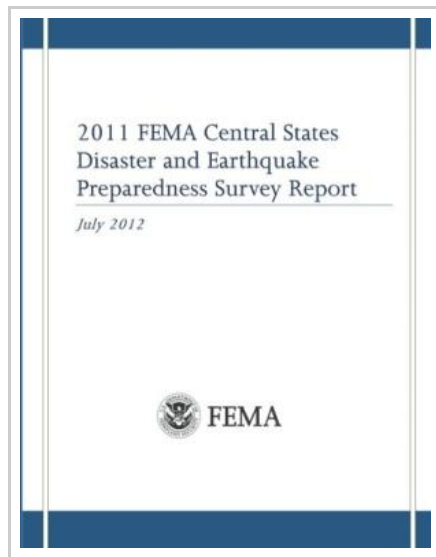 2011 FEMA Central States
Disaster and Earthquake
Preparedness Survey Report
July 2012
FEMA